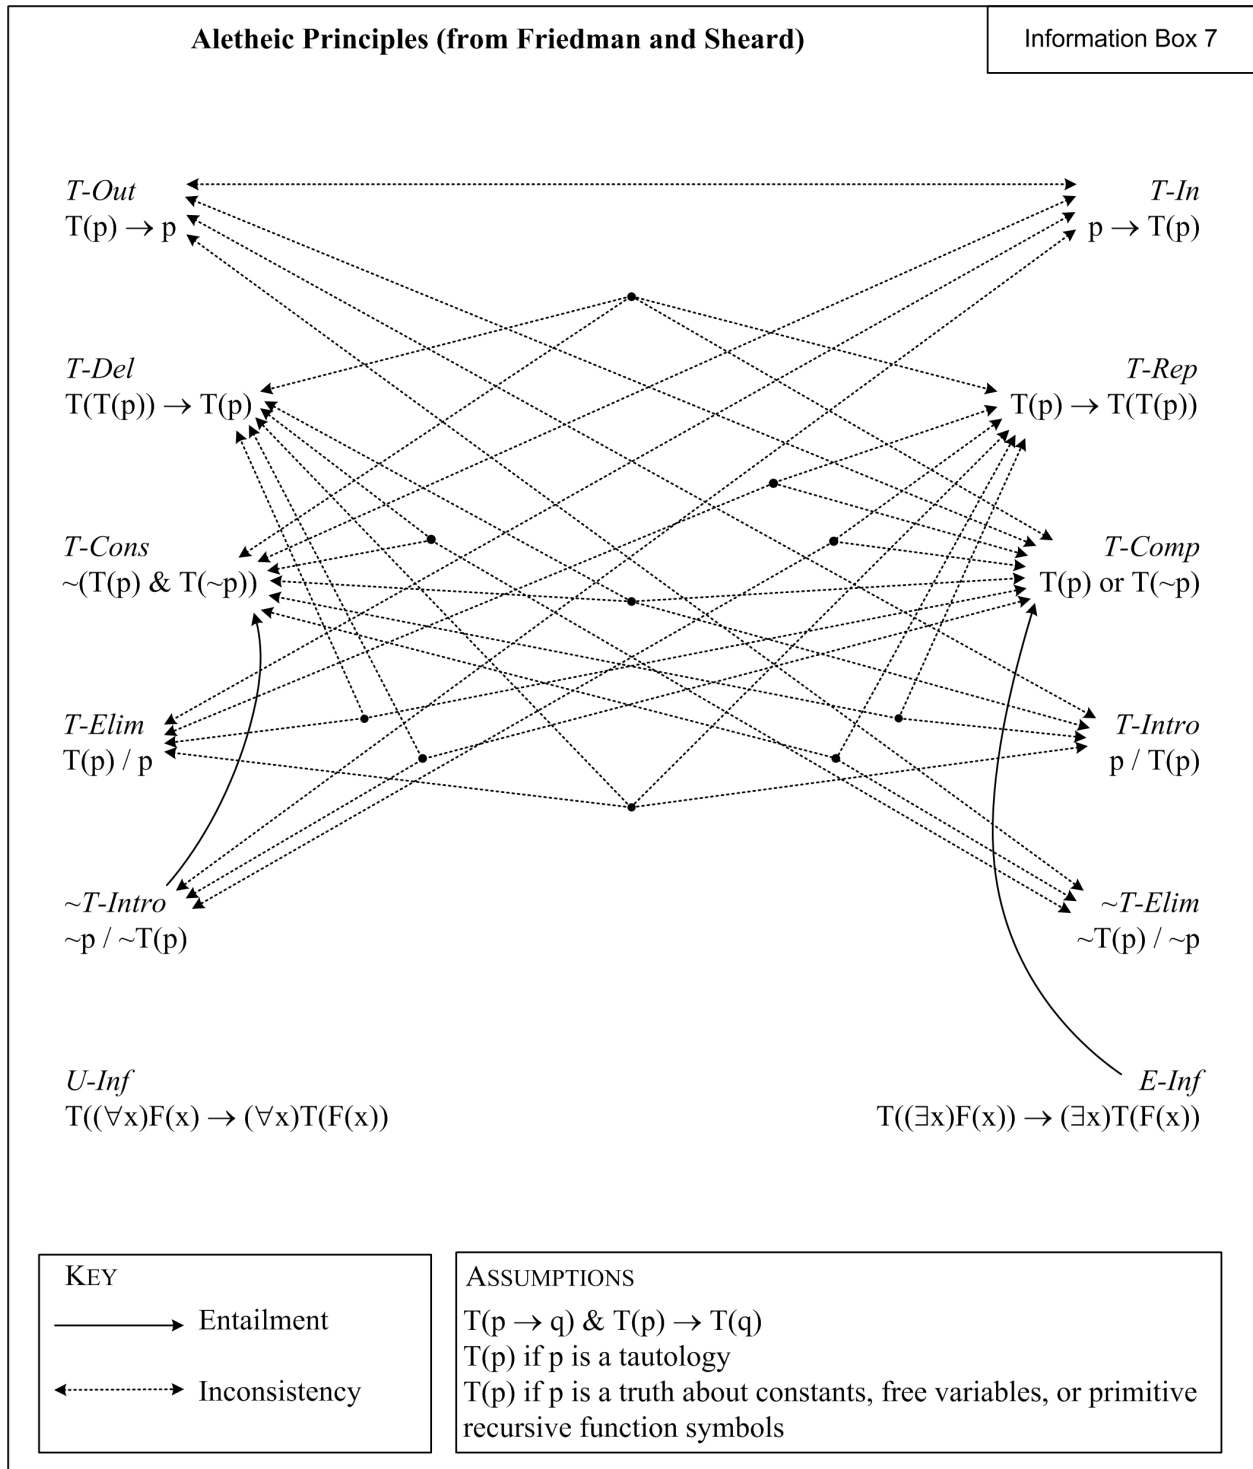 Aletheic Principles (from Friedman and Sheard)
Information Box 7
T-Out
T(p) → p
T-In
p → T(p)
T-Del
T(T(p)) → T(p)
T-Rep
T(p) → T(T(p))
T-Cons
~(T(p) & T(~p))
T-Comp
T(p) or T(~p)
T-Elim
T(p) / p
T-Intro
p / T(p)
~T-Intro
~p / ~T(p)
~T-Elim
~T(p) / ~p
U-Inf
T((∀x)F(x) → (∀x)T(F(x))
E-Inf
T((∃x)F(x)) → (∃x)T(F(x))
KEY
Entailment
Inconsistency
ASSUMPTIONS
T(p → q) & T(p) → T(q)
T(p) if p is a tautology
T(p) if p is a truth about constants, free variables, or primitive
recursive function symbols